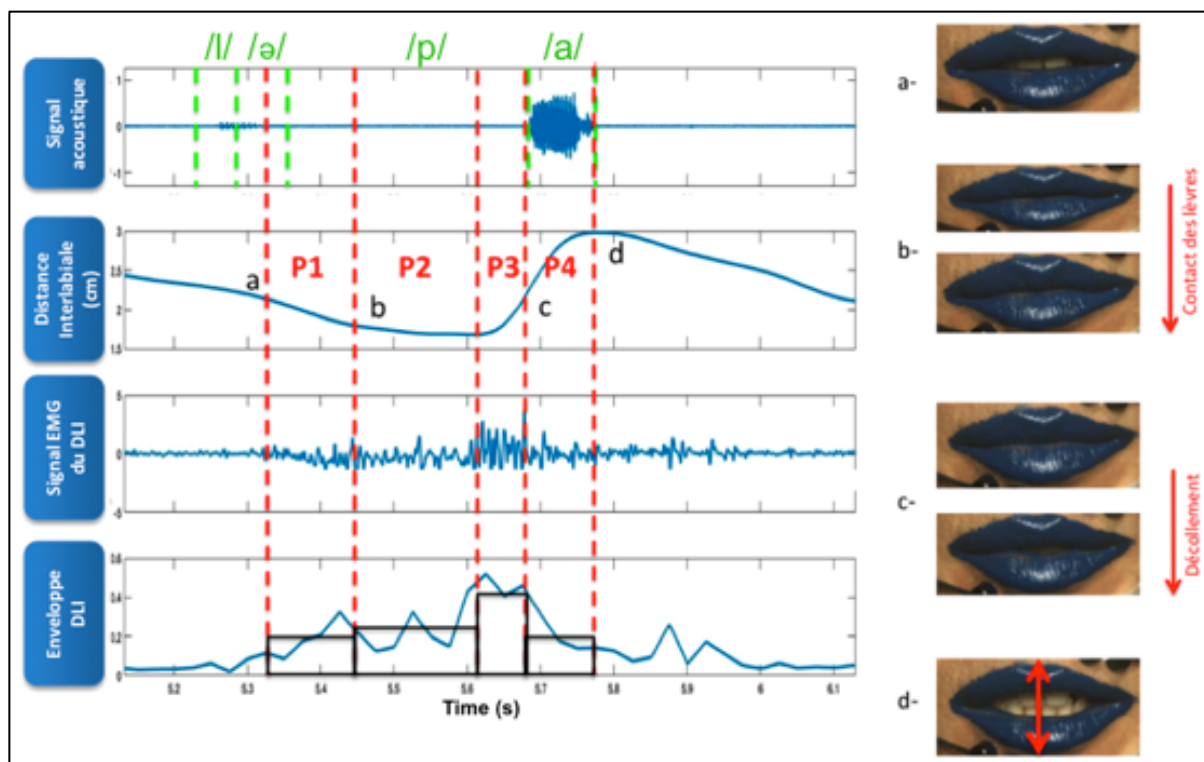 /l/ /ə/ /p/ /a/
Signal
acoustique
1
0
-1
Distance
Interlabiale
(cm)
3
2.5
2
1.5
a P1 b P2 P3 c P4 d
Signal EMG
du DLI
5
0
-5
Enveloppe
DLI
0.6
0.4
0.2
0
5.2 5.3 5.4 5.5 5.6 5.7 5.8 5.9 6 6.1
Time (s)
a-
b-
Contact des lèvres
c-
Décollement
d-